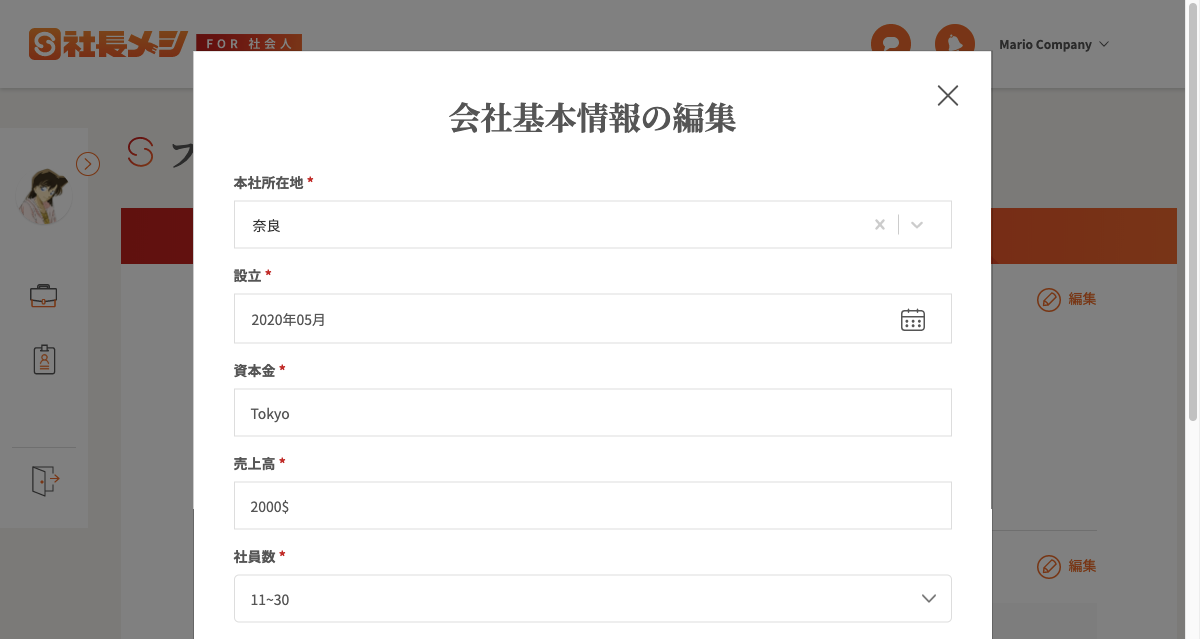 社長メシ
FOR 社会人
Mario Company
会社基本情報の編集
本社所在地 *
奈良
設立 *
2020年05月
編集
資本金 *
Tokyo
売上高 *
2000$
社員数 *
編集
11~30